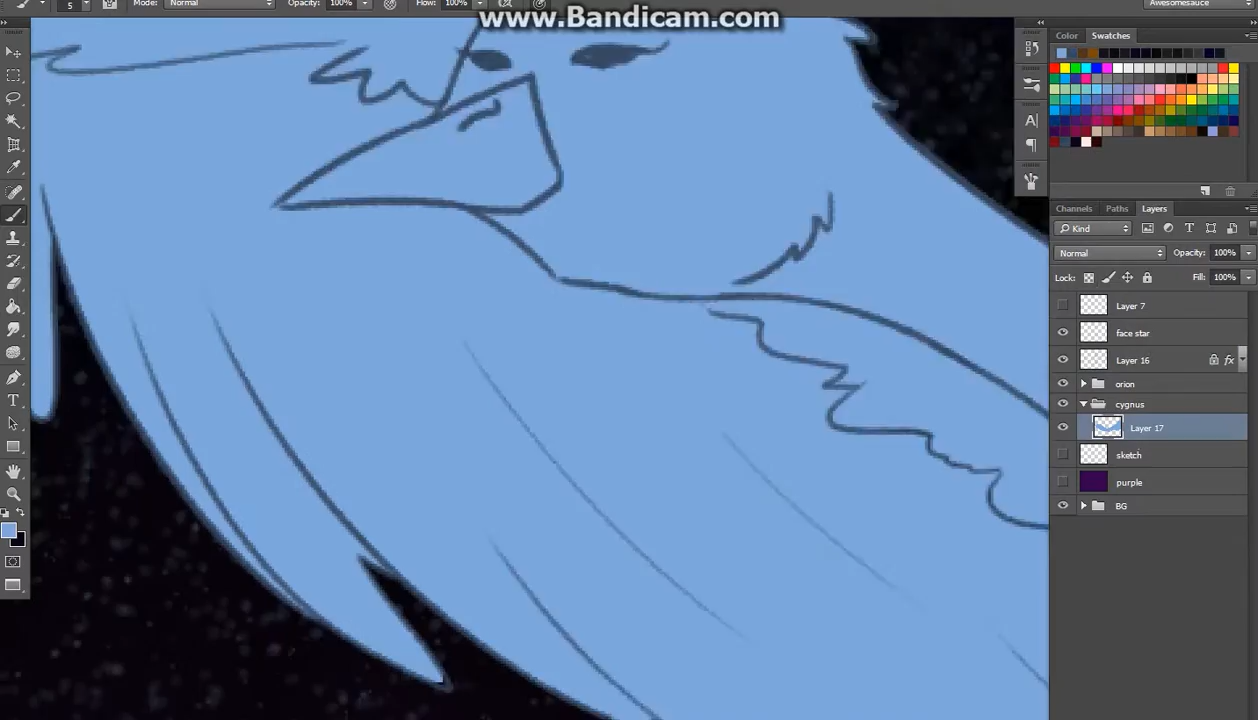 5 Mode: Normal Opacity: 100% Flow: 100% Awesomesauce
www.Bandicam.com
Color Swatches
Channels Paths Layers
Kind
Normal Opacity: 100%
Lock: Fill: 100%
Layer 7
face star
Layer 16 fx
orion
cygnus
Layer 17
sketch
purple
BG